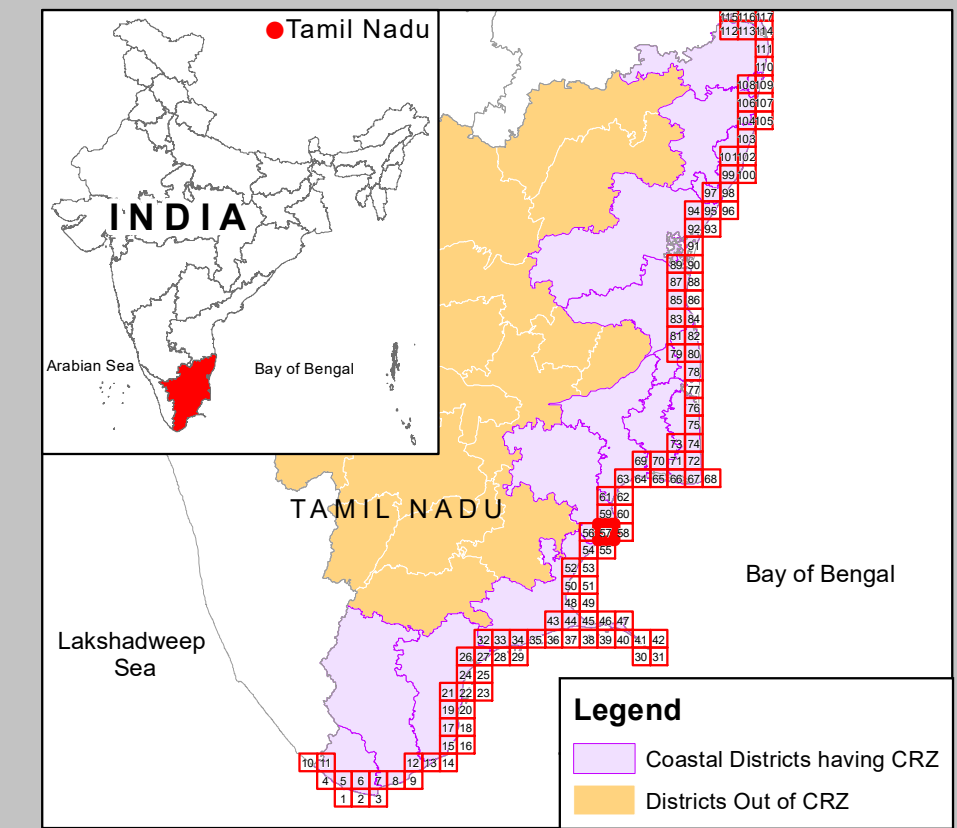 Tamil Nadu
INDIA
Arabian Sea
Bay of Bengal
115 116 117
112 113 114
111
110
108 109
106 107
104 105
103
101 102
99 100
97 98
94 95 96
92 93
91
89 90
87 88
85 86
83 84
81 82
79 80
78
77
76
75
73 74
69 70 71 72
63 64 65 66 67 68
61 62
59 60
TAMIL NADU
56 57 58
54 55
52 53
50 51
48 49
43 44 45 46 47
32 33 34 35 36 37 38 39 40 41 42
26 27 28 29 30 31
24 25
21 22 23
19 20
17 18
15 16
10 11 12 13 14
4 5 6 7 8 9
1 2 3
Bay of Bengal
Lakshadweep
Sea
Legend
Coastal Districts having CRZ
Districts Out of CRZ